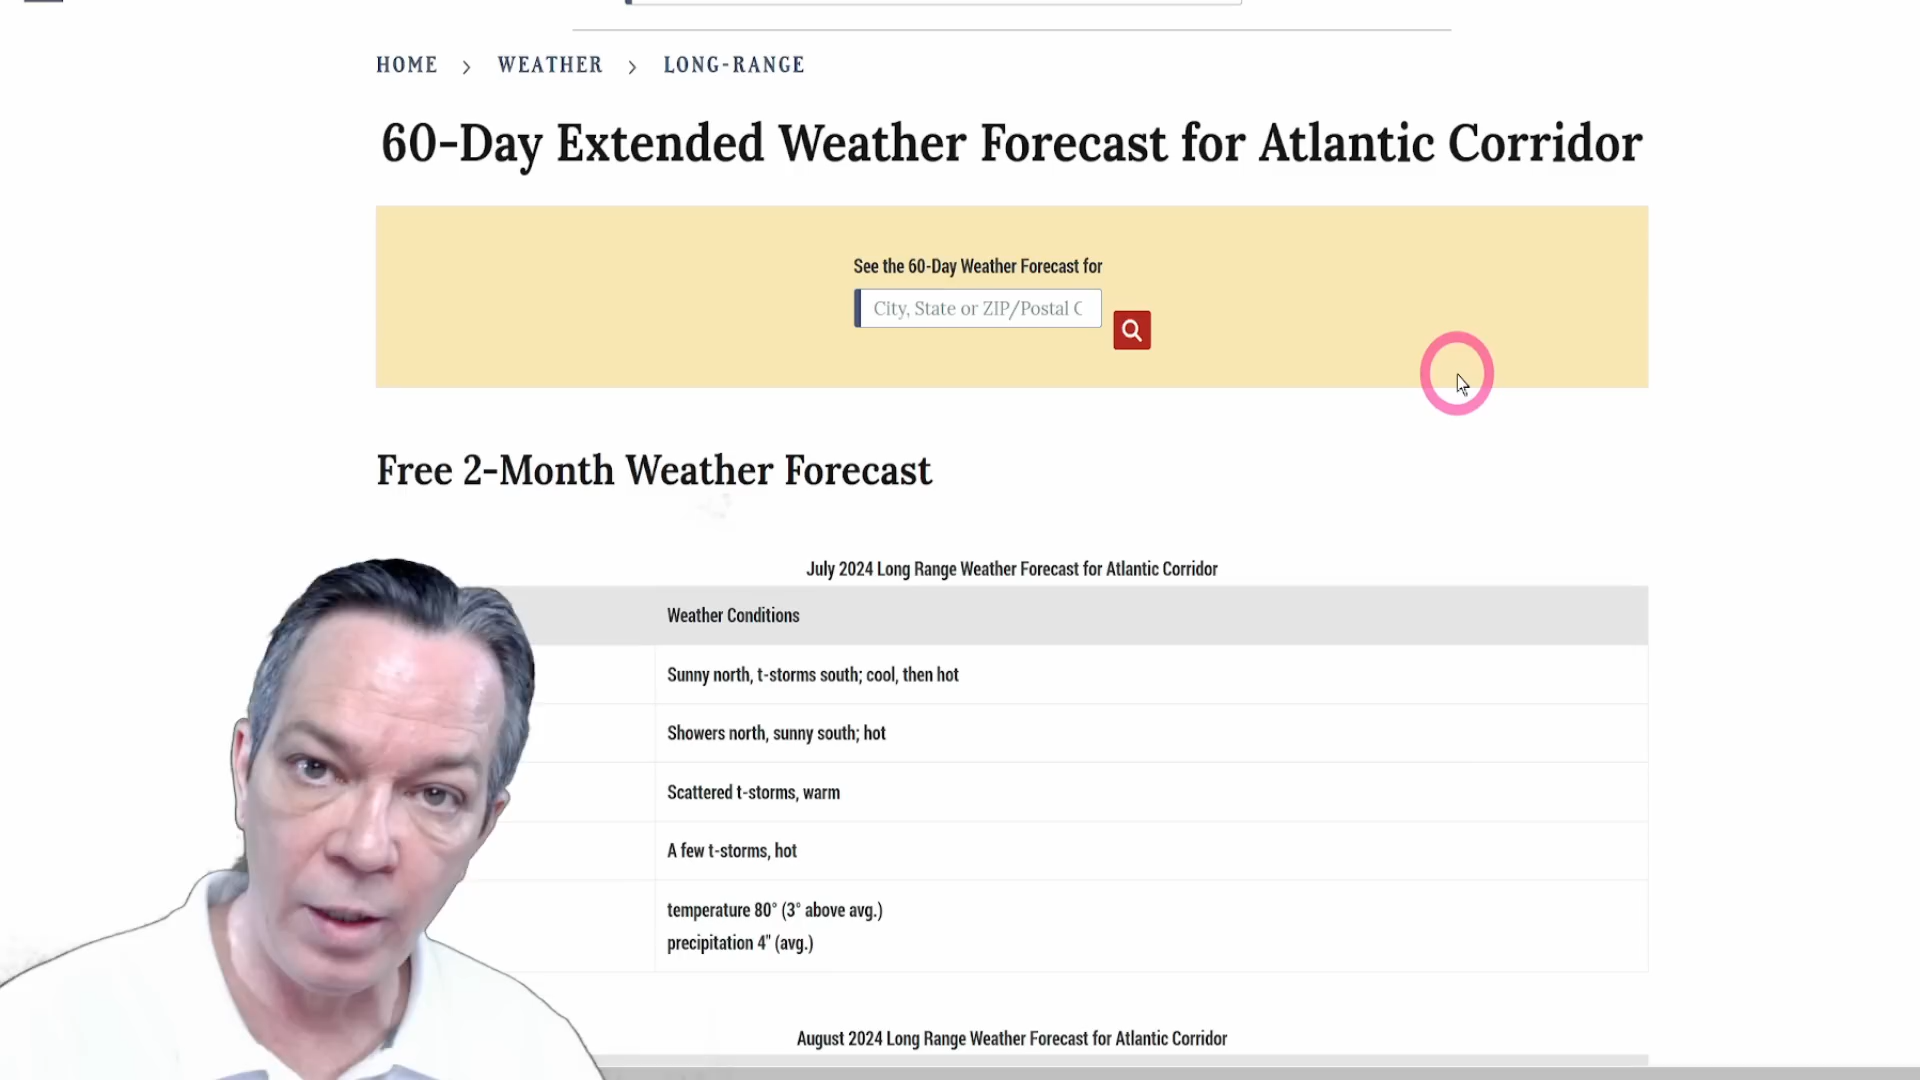 HOME > WEATHER > LONG-RANGE
60-Day Extended Weather Forecast for Atlantic Corridor
See the 60-Day Weather Forecast for
City, State or ZIP/Postal C
Free 2-Month Weather Forecast
July 2024 Long Range Weather Forecast for Atlantic Corridor
Weather Conditions
Sunny north, t-storms south; cool, then hot
Showers north, sunny south; hot
Scattered t-storms, warm
A few t-storms, hot
temperature 80° (3° above avg.)
precipitation 4" (avg.)
August 2024 Long Range Weather Forecast for Atlantic Corridor